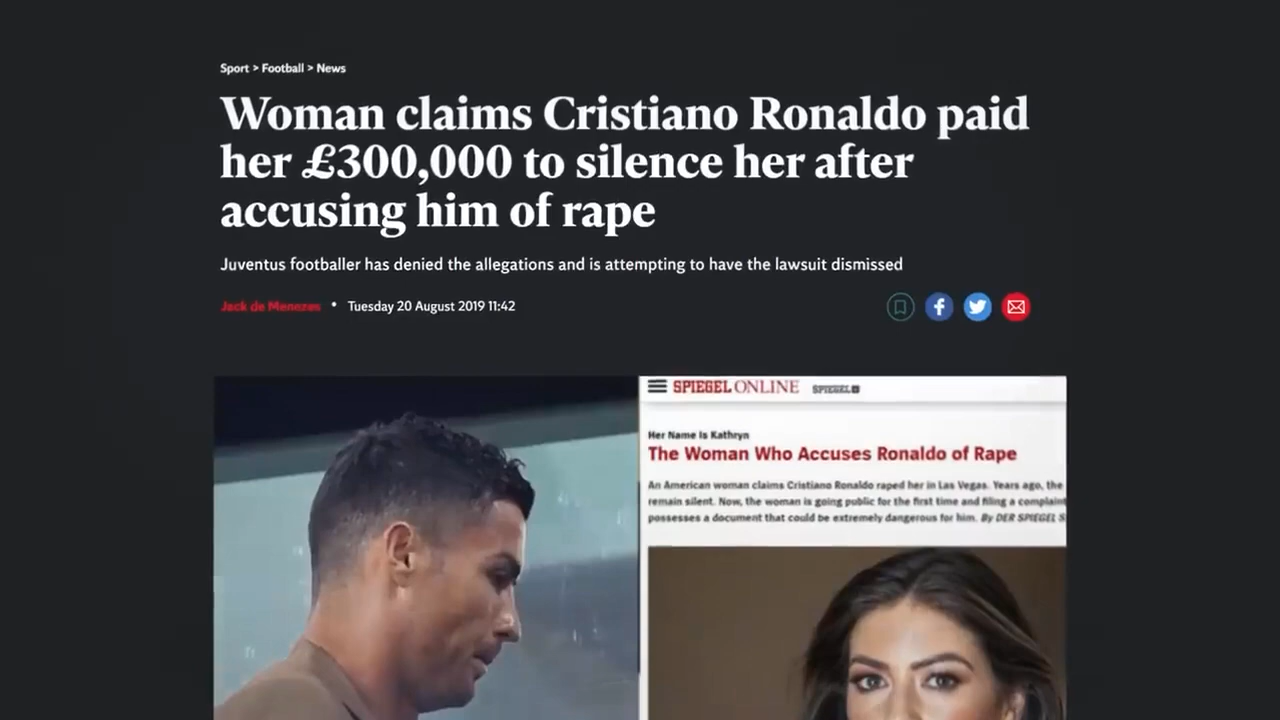 Sport > Football > News
Woman claims Cristiano Ronaldo paid
her £300,000 to silence her after
accusing him of rape
Juventus footballer has denied the allegations and is attempting to have the lawsuit dismissed
Jack de Menezes • Tuesday 20 August 2019 11:42
SPIEGEL ONLINE SPIEGEL
Her Name Is Kathryn
The Woman Who Accuses Ronaldo of Rape
An American woman claims Cristiano Ronaldo raped her in Las Vegas. Years ago, the
remain silent. Now, the woman is going public for the first time and filing a complaint
possesses a document that could be extremely dangerous for him. By DER SPIEGEL S